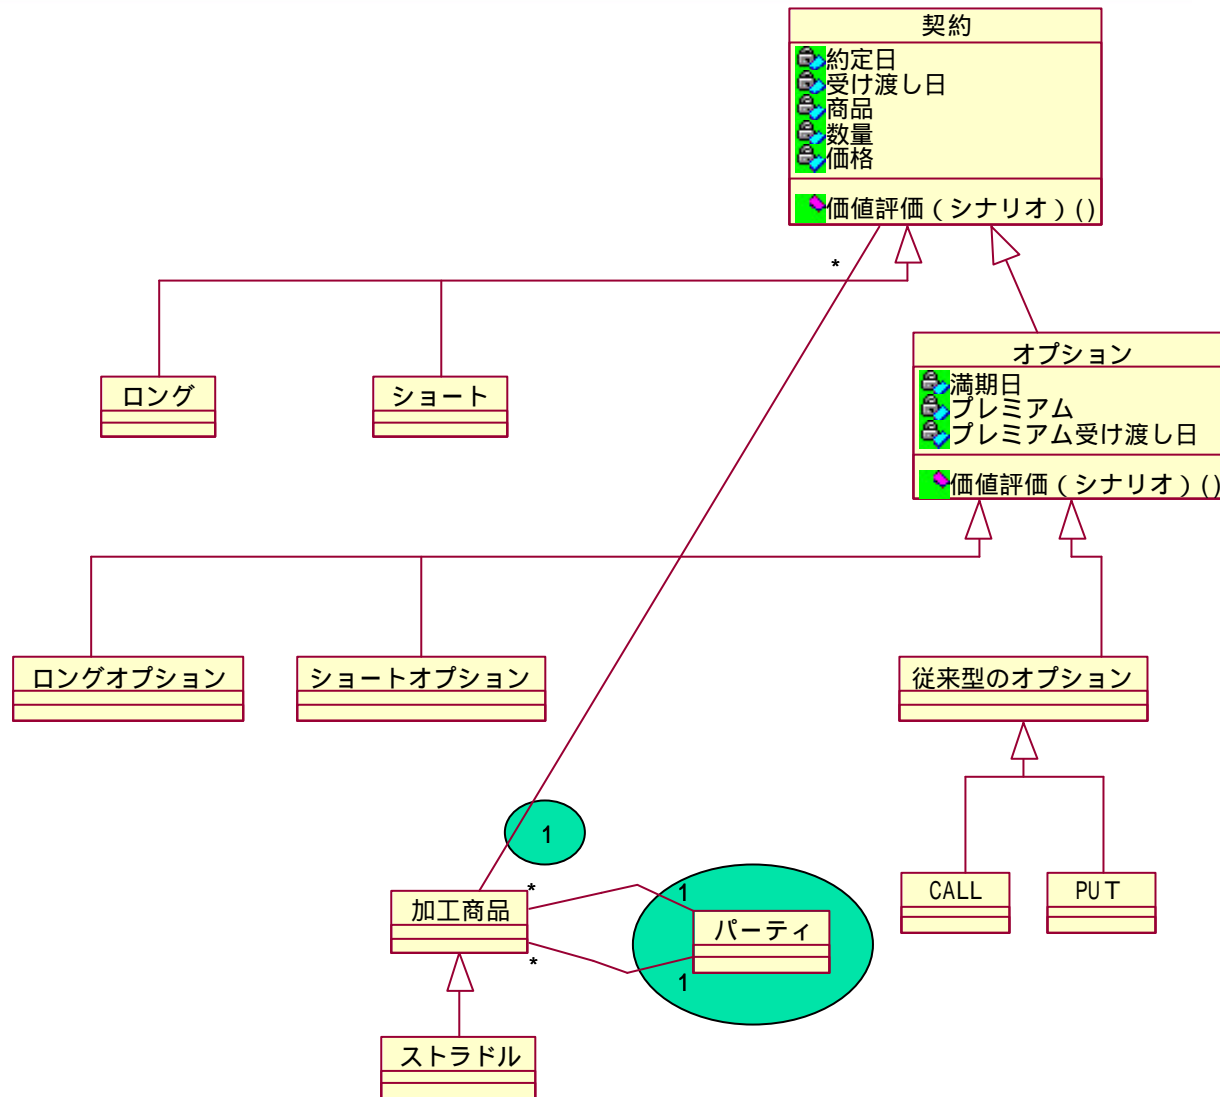 契約
約定日
受け渡し日
商品
数量
価格
価値評価（シナリオ）()
*
オプション
満期日
プレミアム
プレミアム受け渡し日
価値評価（シナリオ）()
ロング
ショート
ロングオプション
ショートオプション
従来型のオプション
1
CALL
PUT
*
1
加工商品
パーティ
*
1
ストラドル